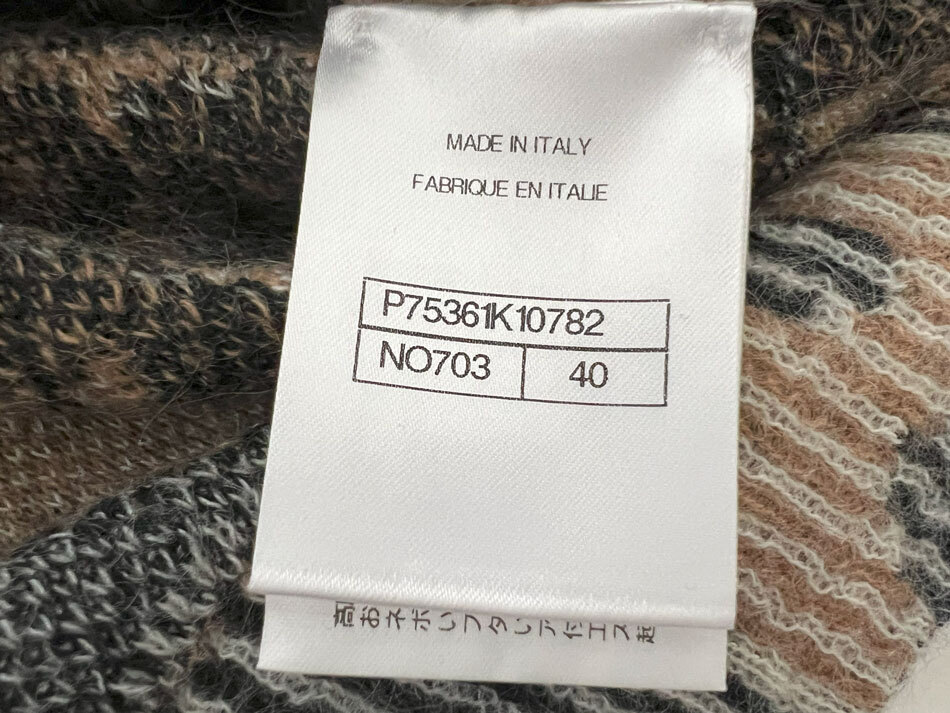 MADE IN ITALY
FABRIQUE EN ITALIE
P75361K10782
NO703 40